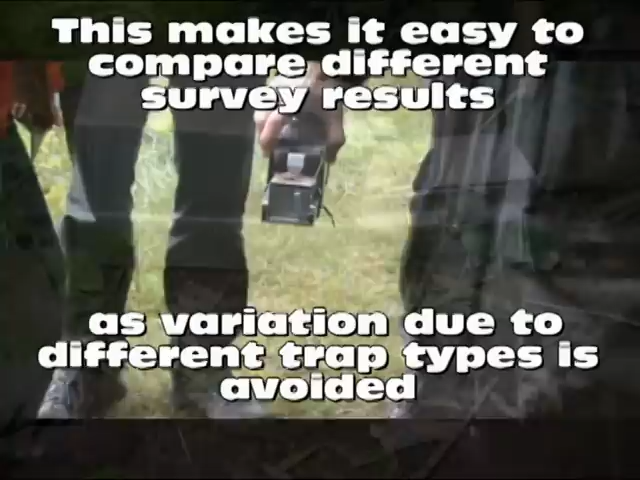 This makes it easy to
compare different
survey results
as variation due to
different trap types is
avoided